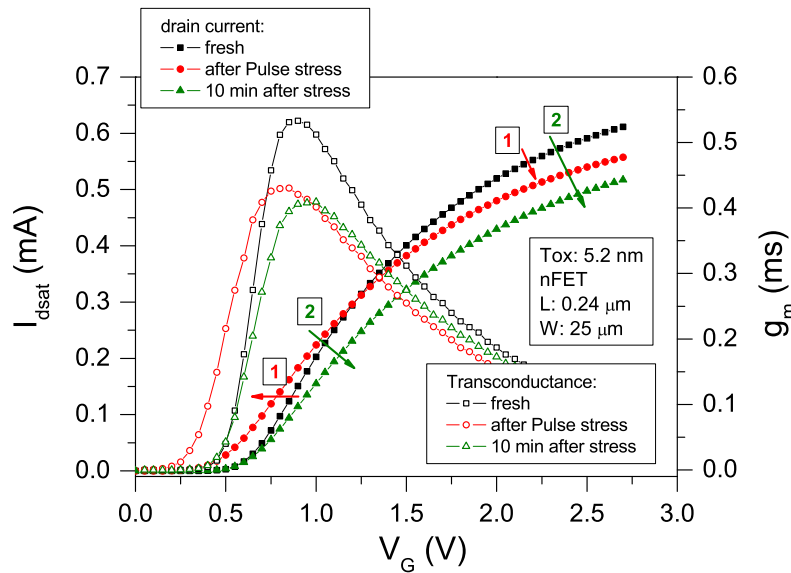 drain current:
fresh
after Pulse stress
10 min after stress
0.7
0.6
0.5
0.4
0.3
0.2
0.1
0.0
I_dsat (mA)
0.6
0.5
0.4
0.3
0.2
0.1
0.0
g_m (ms)
1
2
2
1
Tox: 5.2 nm
nFET
L: 0.24 μm
W: 25 μm
Transconductance:
fresh
after Pulse stress
10 min after stress
0.0 0.5 1.0 1.5 2.0 2.5 3.0
V_G (V)